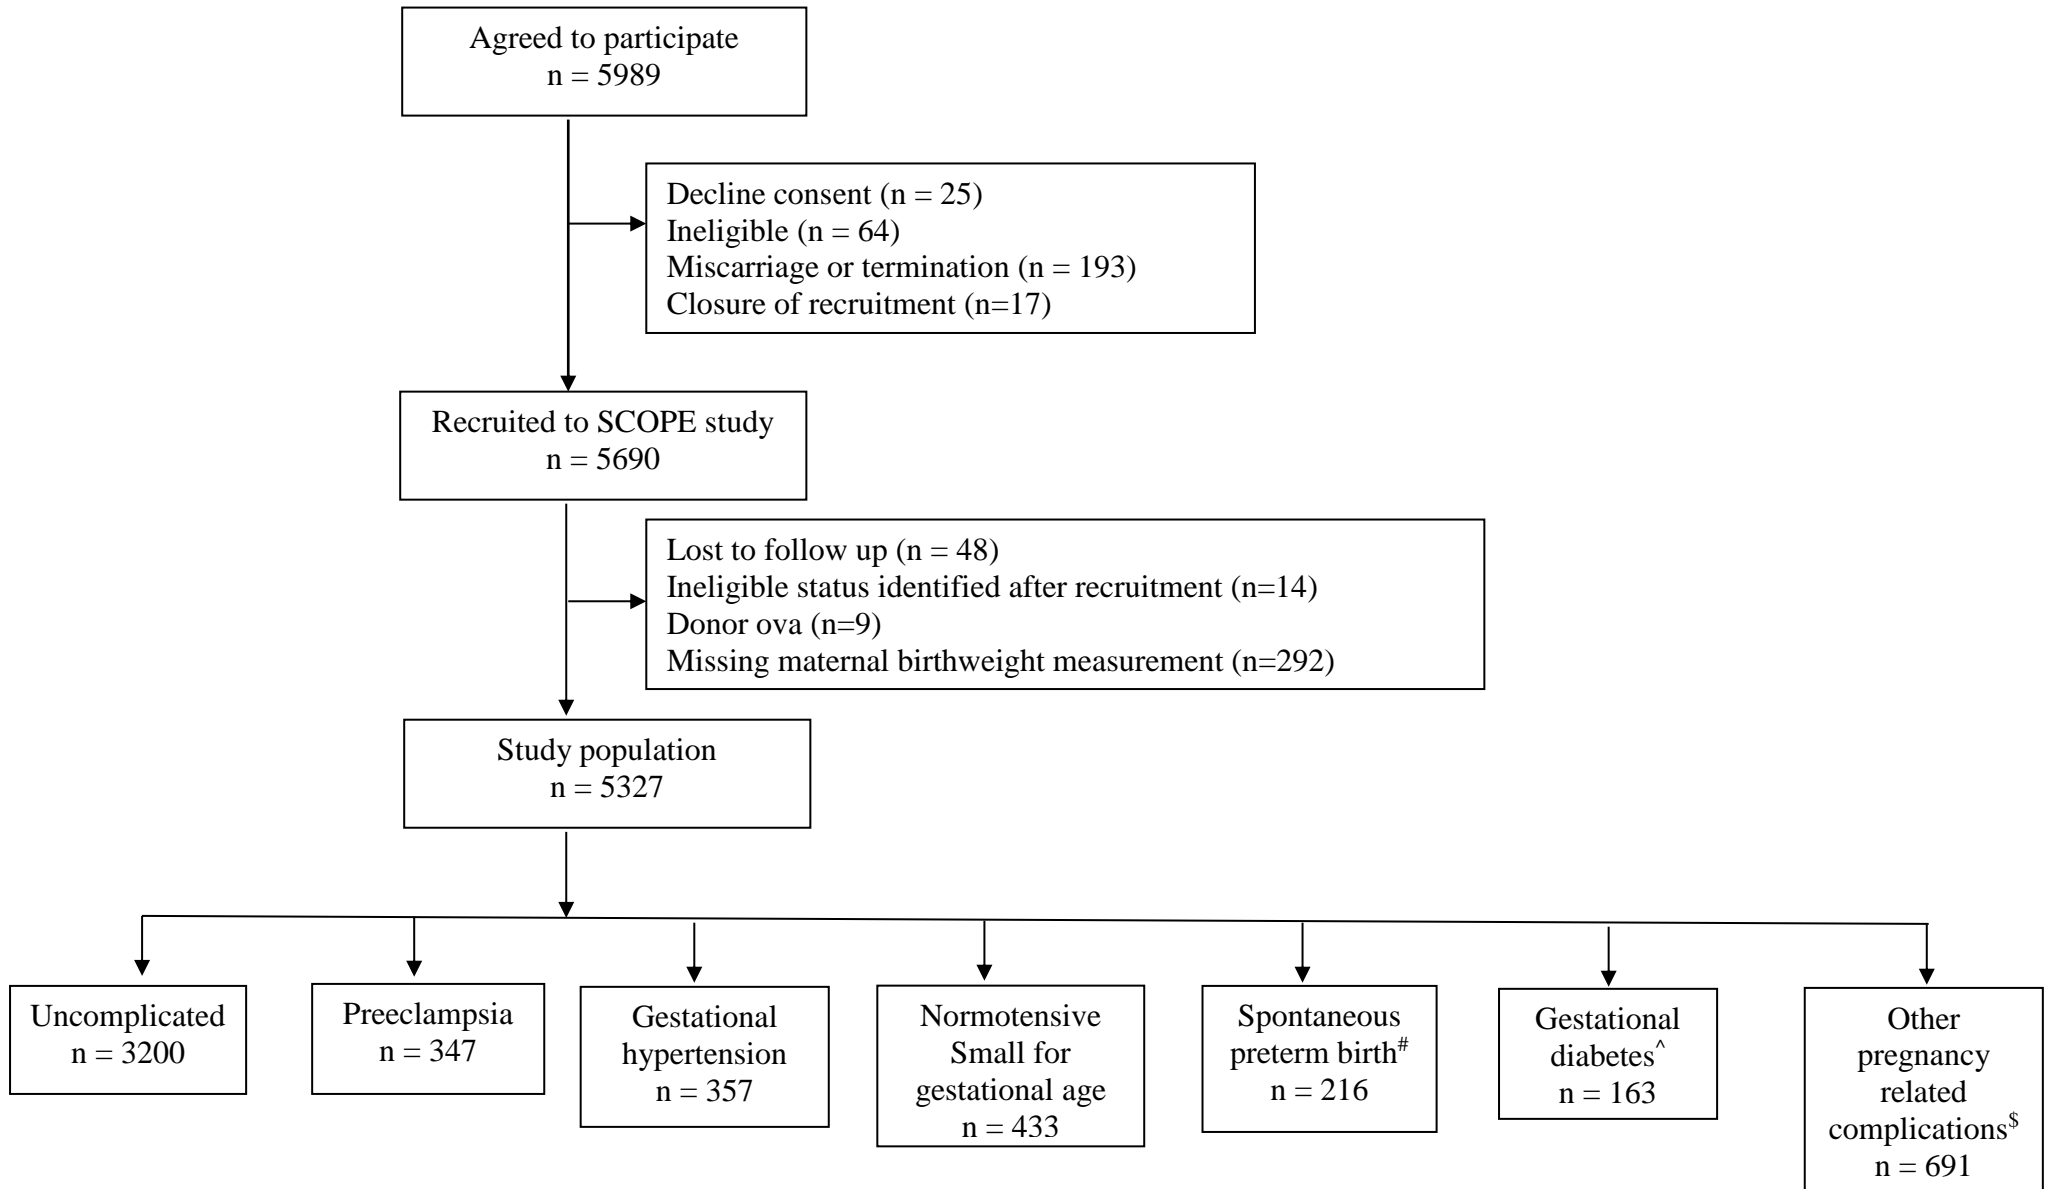 Agreed to participate
n = 5989
Decline consent (n = 25)
Ineligible (n = 64)
Miscarriage or termination (n = 193)
Closure of recruitment (n=17)
Recruited to SCOPE study
n = 5690
Lost to follow up (n = 48)
Ineligible status identified after recruitment (n=14)
Donor ova (n=9)
Missing maternal birthweight measurement (n=292)
Study population
n = 5327
Uncomplicated
n = 3200
Preeclampsia
n = 347
Gestational
hypertension
n = 357
Normotensive
Small for
gestational age
n = 433
Spontaneous
preterm birth#
n = 216
Gestational
diabetes^
n = 163
Other
pregnancy
related
complications$
n = 691